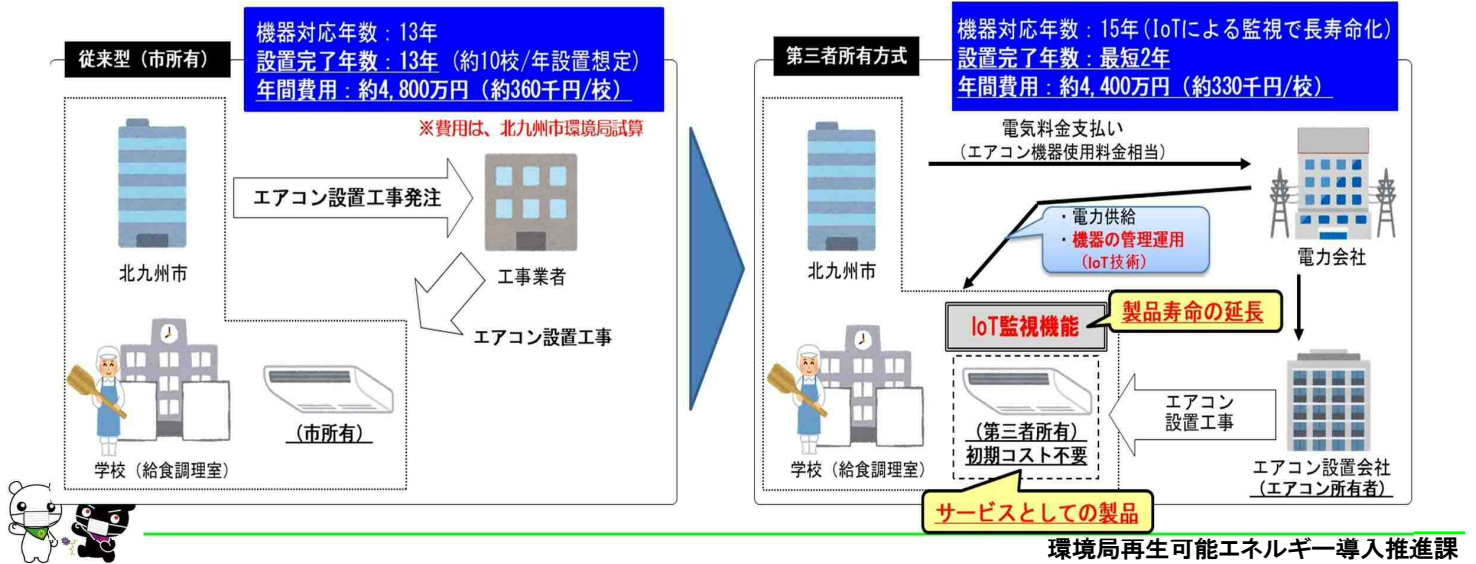 従来型（市所有）
機器対応年数：13年
設置完了年数：13年（約10校/年設置想定）
年間費用：約4,800万円（約360千円/校）
※費用は、北九州市環境局試算
エアコン設置工事発注
北九州市
工事業者
エアコン設置工事
（市所有）
学校（給食調理室）
第三者所有方式
機器対応年数：15年（IoTによる監視で長寿命化）
設置完了年数：最短2年
年間費用：約4,400万円（約330千円/校）
電気料金支払い
（エアコン機器使用料金相当）
・電力供給
・機器の管理運用
（IoT技術）
北九州市
電力会社
IoT監視機能
製品寿命の延長
エアコン
設置工事
（第三者所有）
初期コスト不要
学校（給食調理室）
エアコン設置会社
（エアコン所有者）
サービスとしての製品
環境局再生可能エネルギー導入推進課